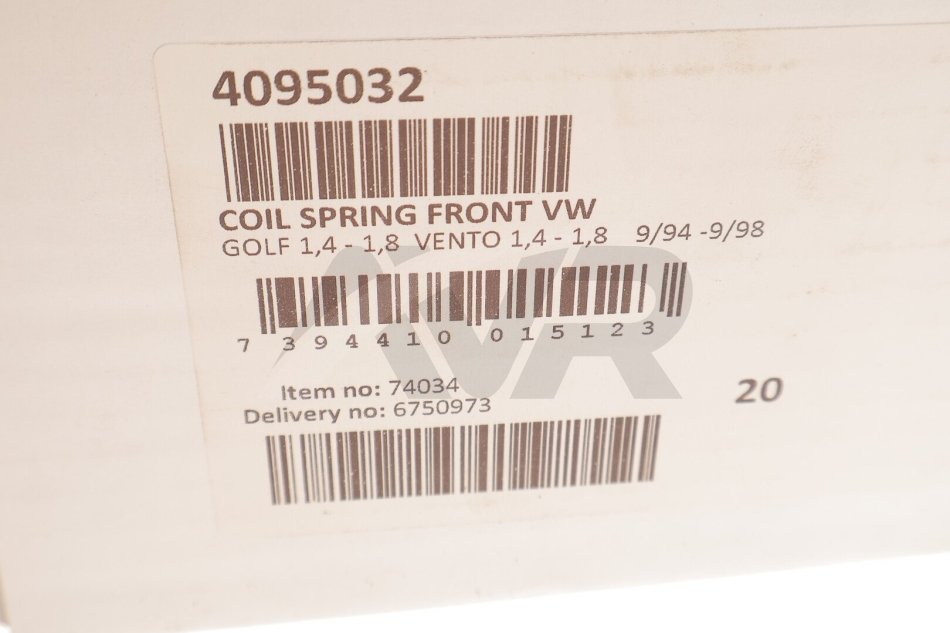 4095032
COIL SPRING FRONT VW
GOLF 1,4 - 1,8 VENTO 1,4 - 1,8 9/94 -9/98
7 394410 015123
Item no: 74034
20
Delivery no: 6750973